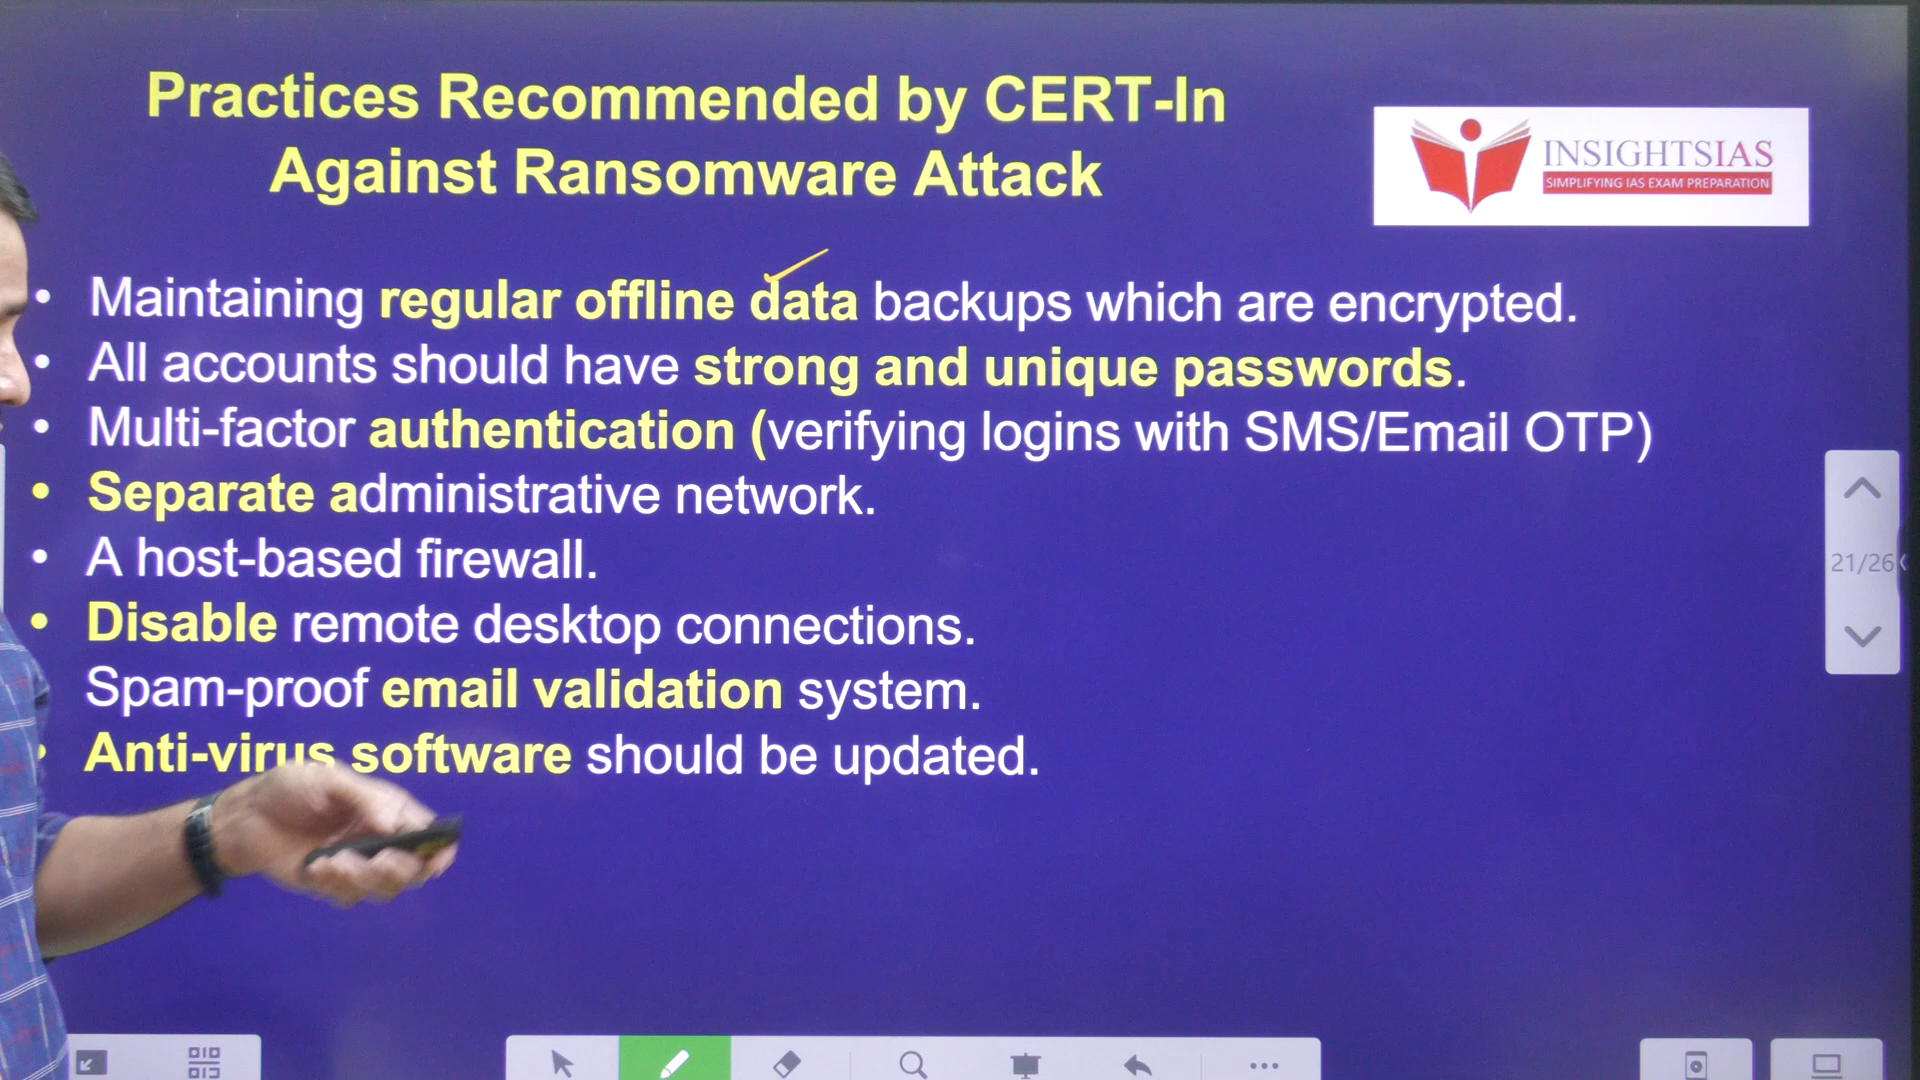 Practices Recommended by CERT-In
Against Ransomware Attack
INSIGHTSIAS
SIMPLIFYING IAS EXAM PREPARATION
• Maintaining regular offline data backups which are encrypted.
• All accounts should have strong and unique passwords.
• Multi-factor authentication (verifying logins with SMS/Email OTP)
• Separate administrative network.
• A host-based firewall.
• Disable remote desktop connections.
Spam-proof email validation system.
• Anti-virus software should be updated.
21/26